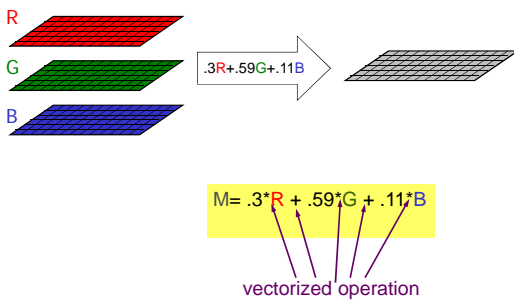 R
G
B
.3R+.59G+.11B
M= .3*R + .59*G + .11*B
vectorized operation